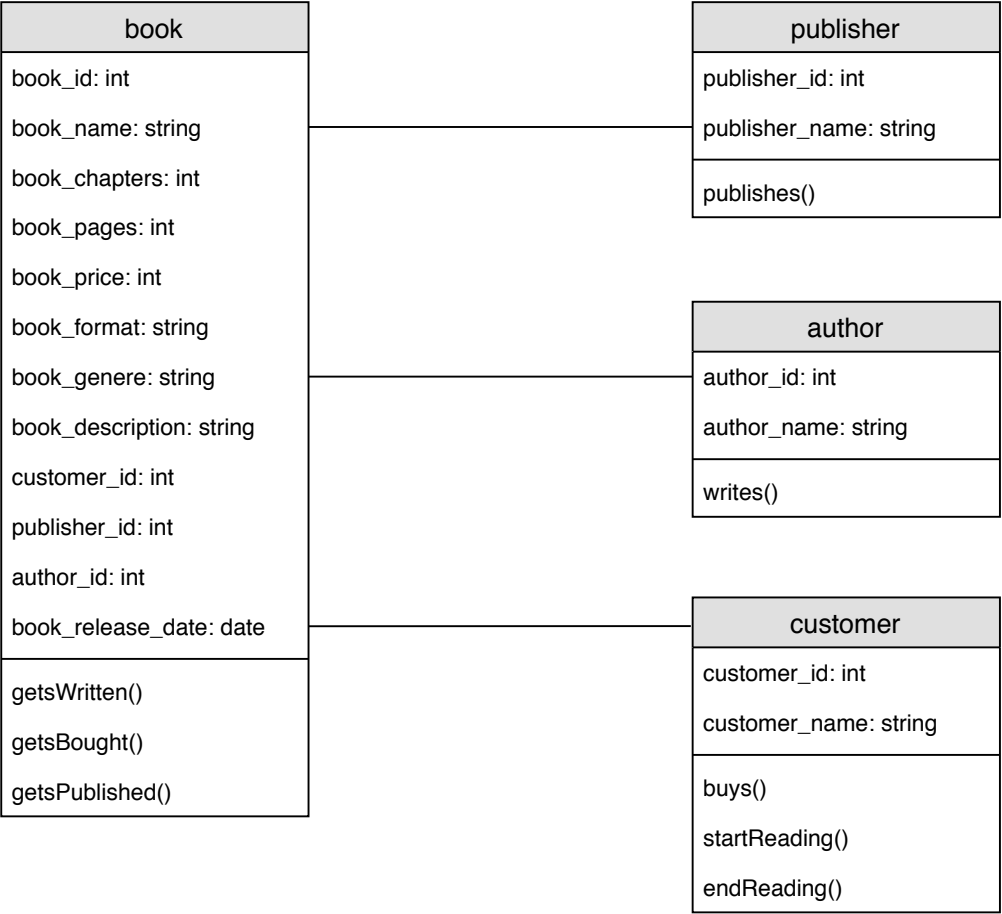 book
book_id: int
book_name: string
book_chapters: int
book_pages: int
book_price: int
book_format: string
book_genere: string
book_description: string
customer_id: int
publisher_id: int
author_id: int
book_release_date: date
getsWritten()
getsBought()
getsPublished()
publisher
publisher_id: int
publisher_name: string
publishes()
author
author_id: int
author_name: string
writes()
customer
customer_id: int
customer_name: string
buys()
startReading()
endReading()